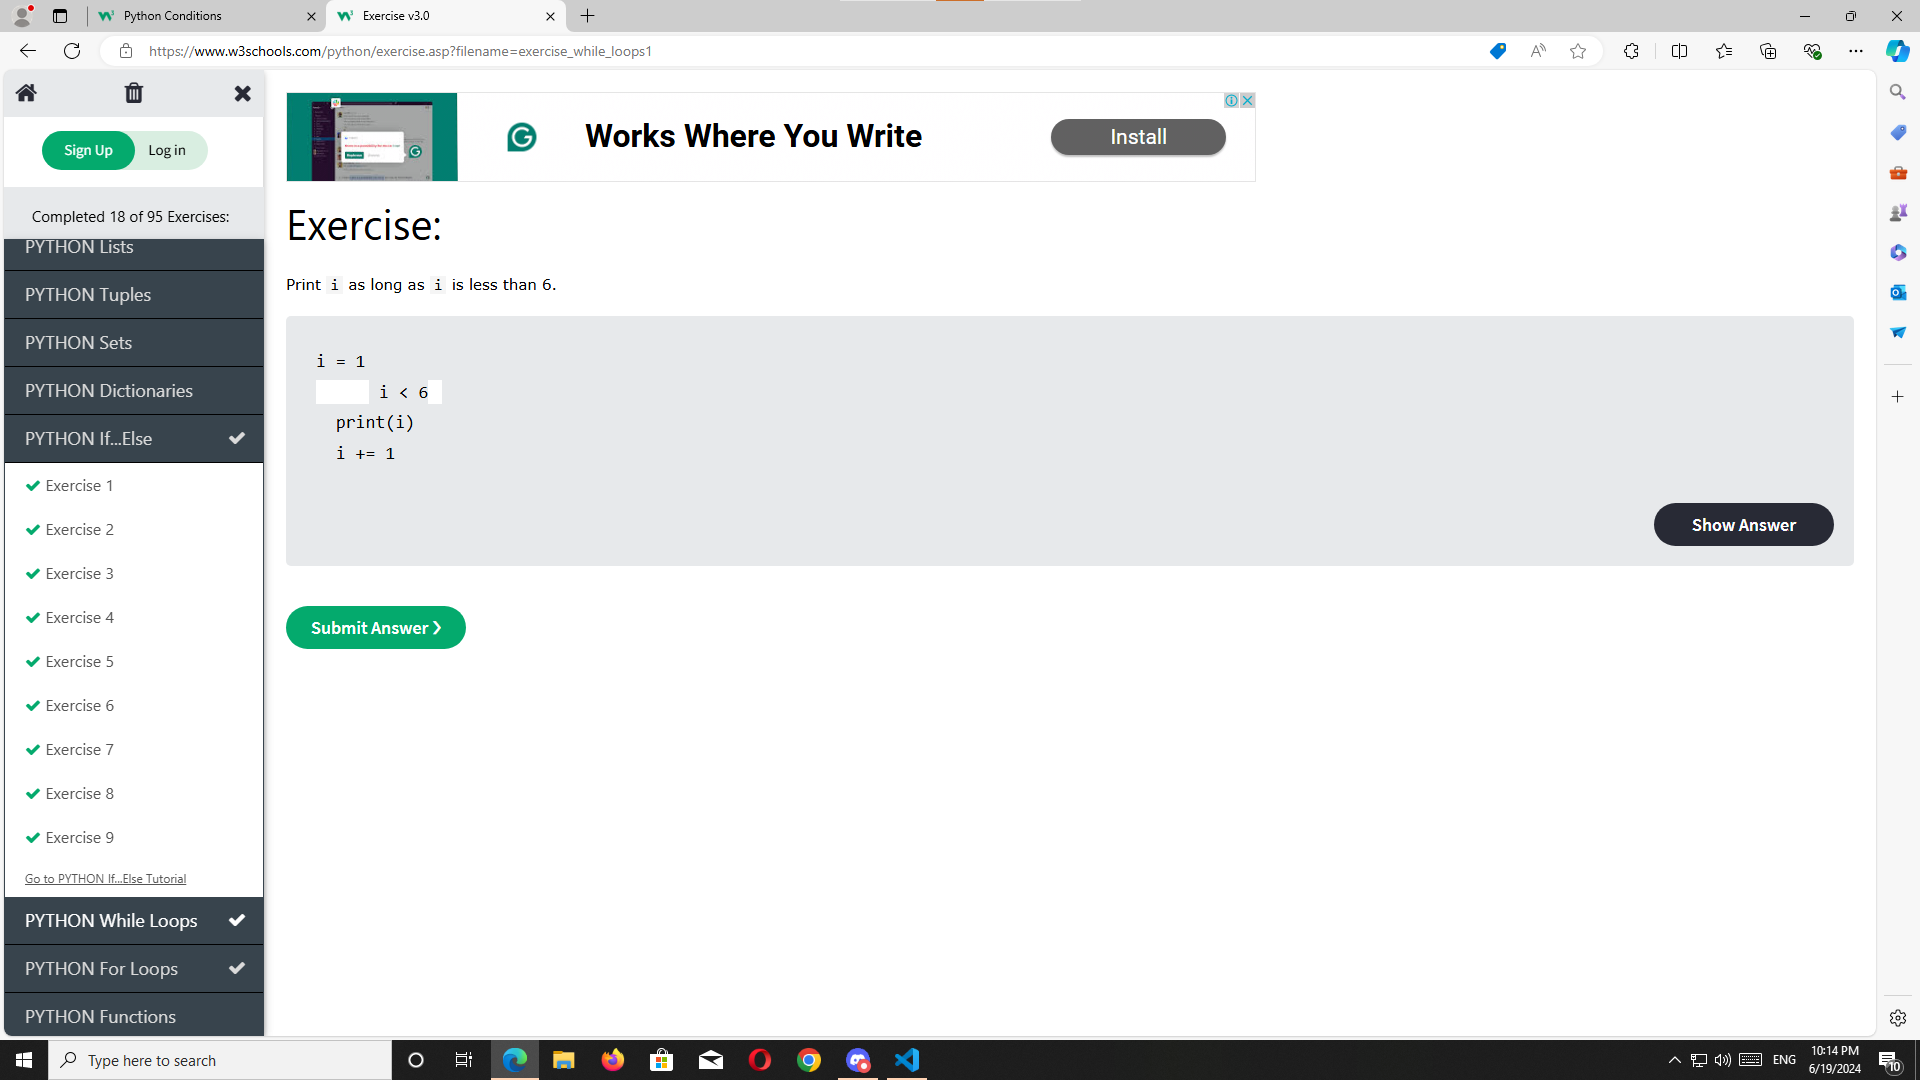 Python Conditions
Exercise v3.0
https://www.w3schools.com/python/exercise.asp?filename=exercise_while_loops1
Sign Up
Log in
Completed 18 of 95 Exercises:
PYTHON Lists
PYTHON Tuples
PYTHON Sets
PYTHON Dictionaries
PYTHON If...Else
Exercise 1
Exercise 2
Exercise 3
Exercise 4
Exercise 5
Exercise 6
Exercise 7
Exercise 8
Exercise 9
Go to PYTHON If...Else Tutorial
PYTHON While Loops
PYTHON For Loops
PYTHON Functions
Works Where You Write
Install
Exercise:
Print i as long as i is less than 6.
i = 1
i < 6
print(i)
i += 1
Show Answer
Submit Answer ❯
Type here to search
ENG
10:14 PM
6/19/2024
10